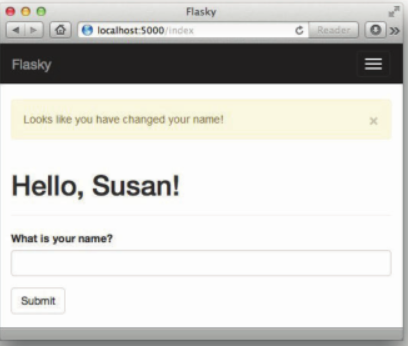 Flasky
localhost:5000/index
Reader
Flasky
Looks like you have changed your name!
×
Hello, Susan!
What is your name?
Submit